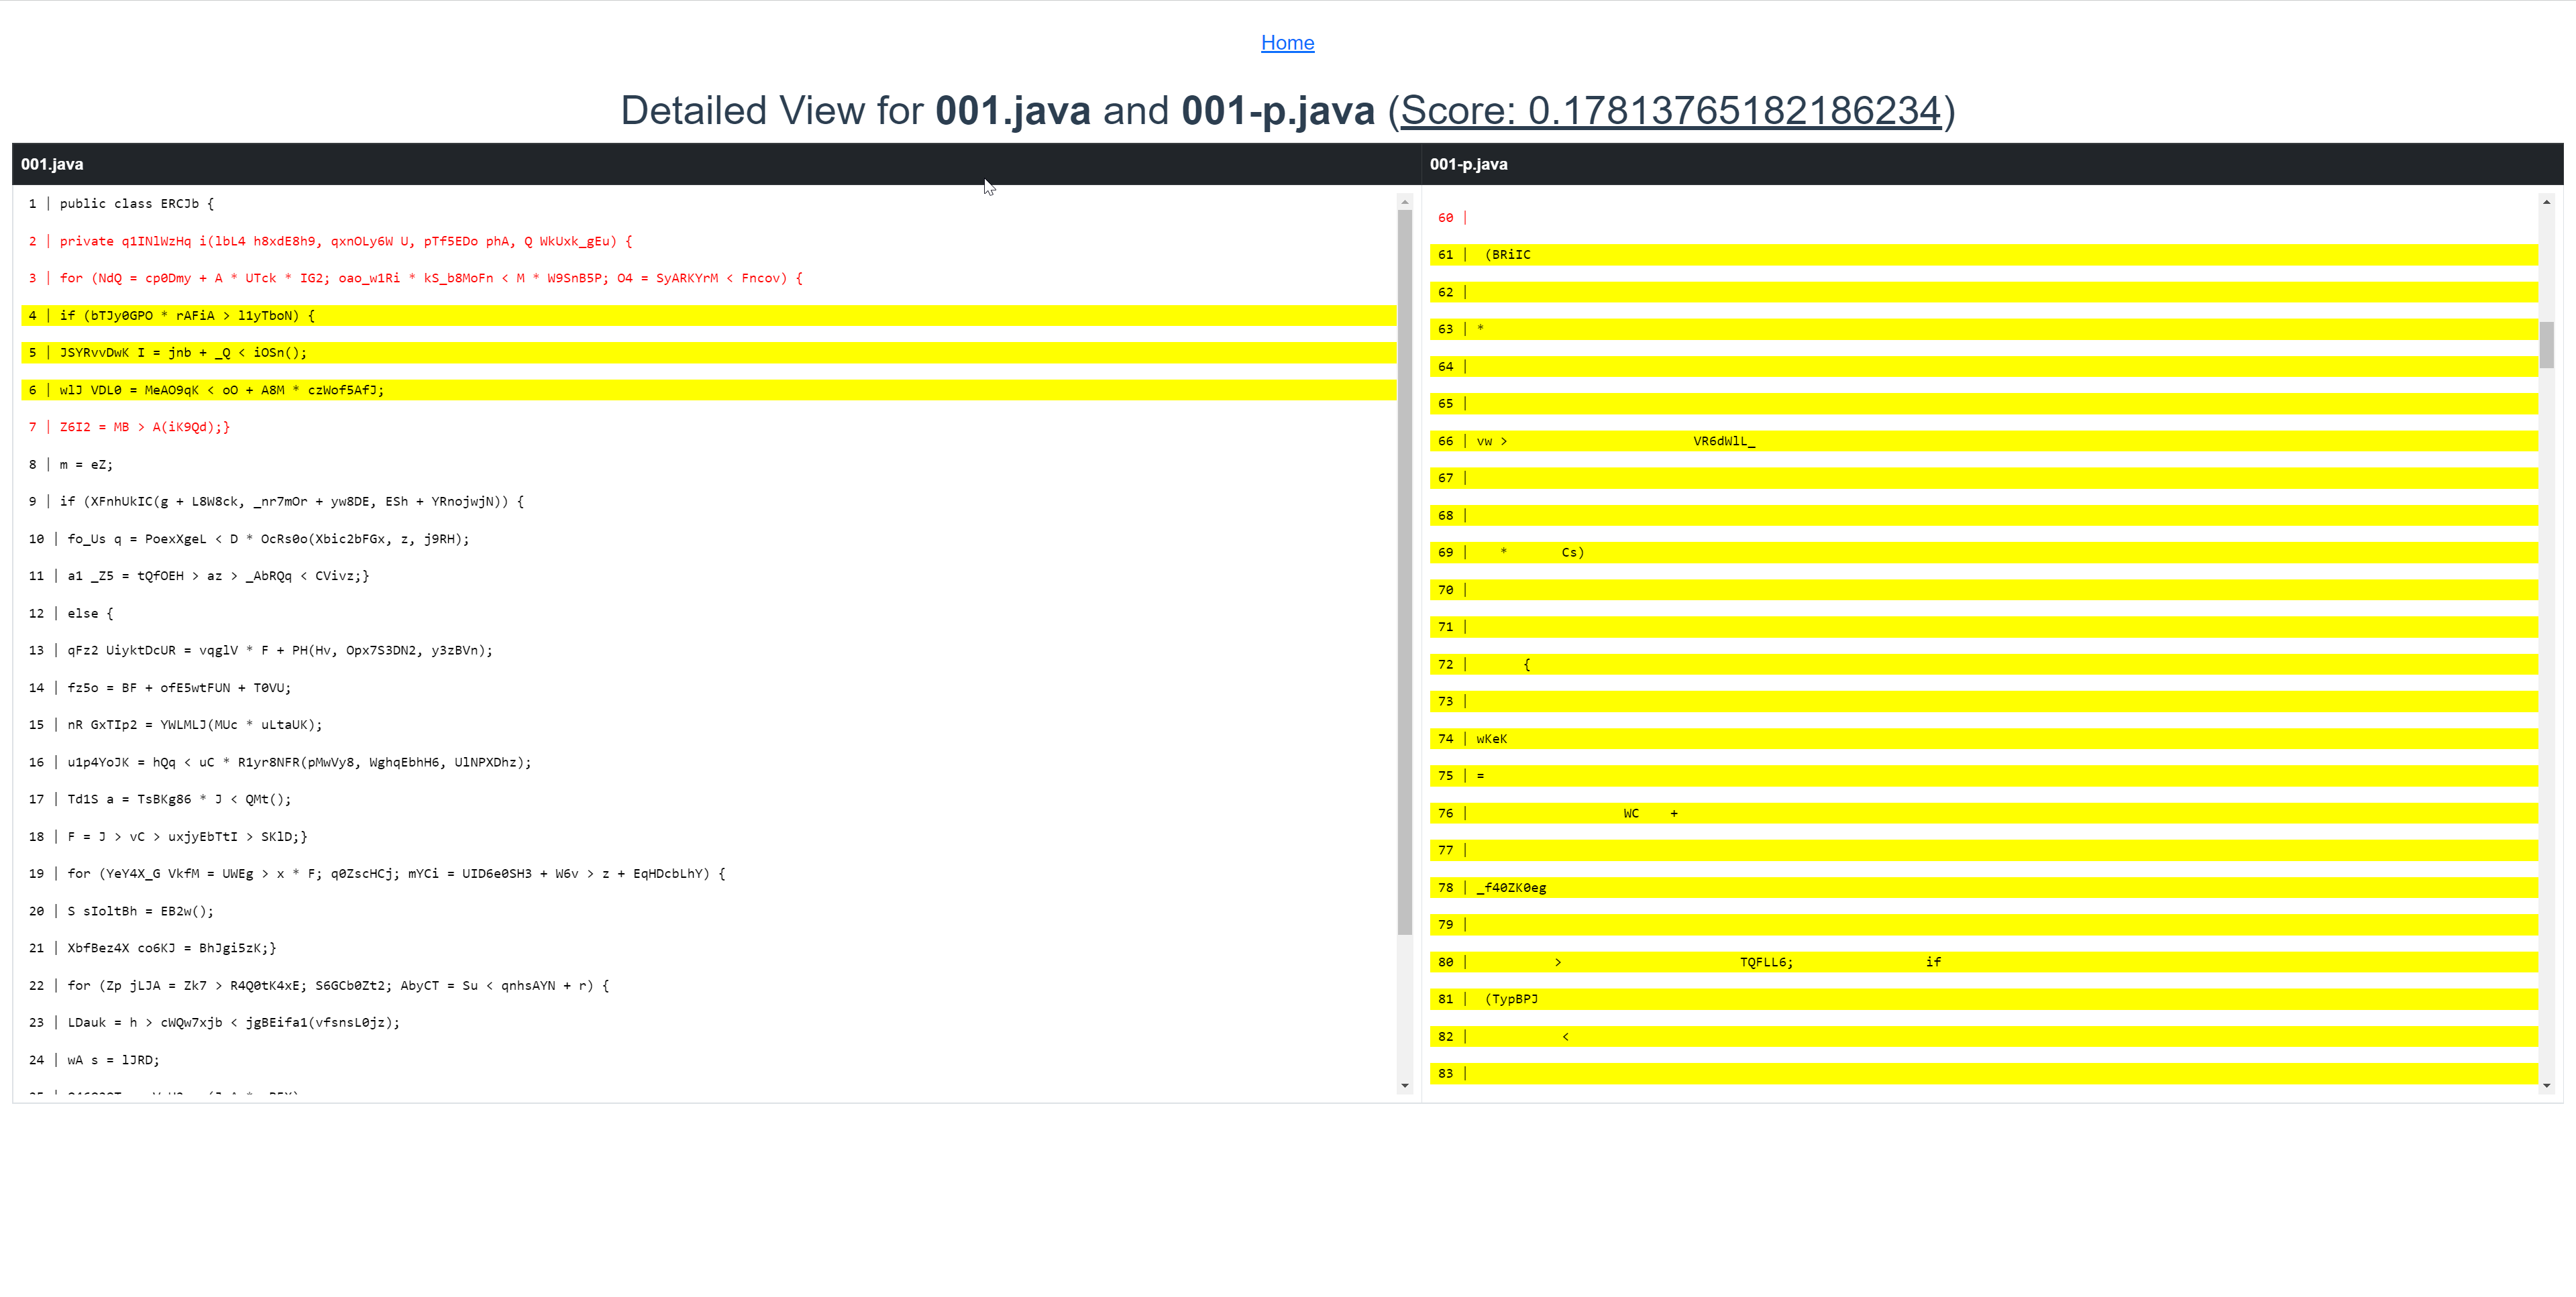 Home
Detailed View for 001.java and 001-p.java (Score: 0.17813765182186234)
001.java
1 | public class ERCJb {
2 | private q1INlWzHq i(lbL4 h8xdE8h9, qxnOLy6W U, pTf5EDo phA, Q WkUxk_gEu) {
3 | for (NdQ = cp0Dmy + A * UTck * IG2; oao_w1Ri * kS_b8MoFn < M * W9SnB5P; O4 = SyARKYrM < Fncov) {
4 | if (bTJy0GPO * rAFiA > l1yTboN) {
5 | JSYRvvDwK I = jnb + _Q < iOSn();
6 | wlJ VDL0 = MeAO9qK < oO + A8M * czWof5AfJ;
7 | Z6I2 = MB > A(iK9Qd);}
8 | m = eZ;
9 | if (XFnhUkIC(g + L8W8ck, _nr7mOr + yw8DE, ESh + YRnojwjN)) {
10 | fo_Us q = PoexXgeL < D * OcRs0o(Xbic2bFGx, z, j9RH);
11 | a1 _Z5 = tQfOEH > az > _AbRQq < CVivz;}
12 | else {
13 | qFz2 UiyktDcUR = vqglV * F + PH(Hv, Opx7S3DN2, y3zBVn);
14 | fz5o = BF + ofE5wtFUN + T0VU;
15 | nR GxTIp2 = YWLMLJ(MUc * uLtaUK);
16 | u1p4YoJK = hQq < uC * R1yr8NFR(pMwVy8, WghqEbhH6, UlNPXDhz);
17 | Td1S a = TsBKg86 * J < QMt();
18 | F = J > vC > uxjyEbTtI > SKlD;}
19 | for (YeY4X_G VkfM = UWEg > x * F; q0ZscHCj; mYCi = UID6e0SH3 + W6v > z + EqHDcbLhY) {
20 | S sIoltBh = EB2w();
21 | XbfBez4X co6KJ = BhJgi5zK;}
22 | for (Zp jLJA = Zk7 > R4Q0tK4xE; S6GCb0Zt2; AbyCT = Su < qnhsAYN + r) {
23 | LDauk = h > cWQw7xjb < jgBEifa1(vfsnsL0jz);
24 | wA s = lJRD;
001-p.java
60 |
61 | (BRiIC
62 |
63 | *
64 |
65 |
66 | vw > VR6dWlL_
67 |
68 |
69 | * Cs)
70 |
71 |
72 | {
73 |
74 | wKeK
75 | =
76 | WC +
77 |
78 | _f40ZK0eg
79 |
80 | > TQFLL6; if
81 | (TypBPJ
82 | <
83 |